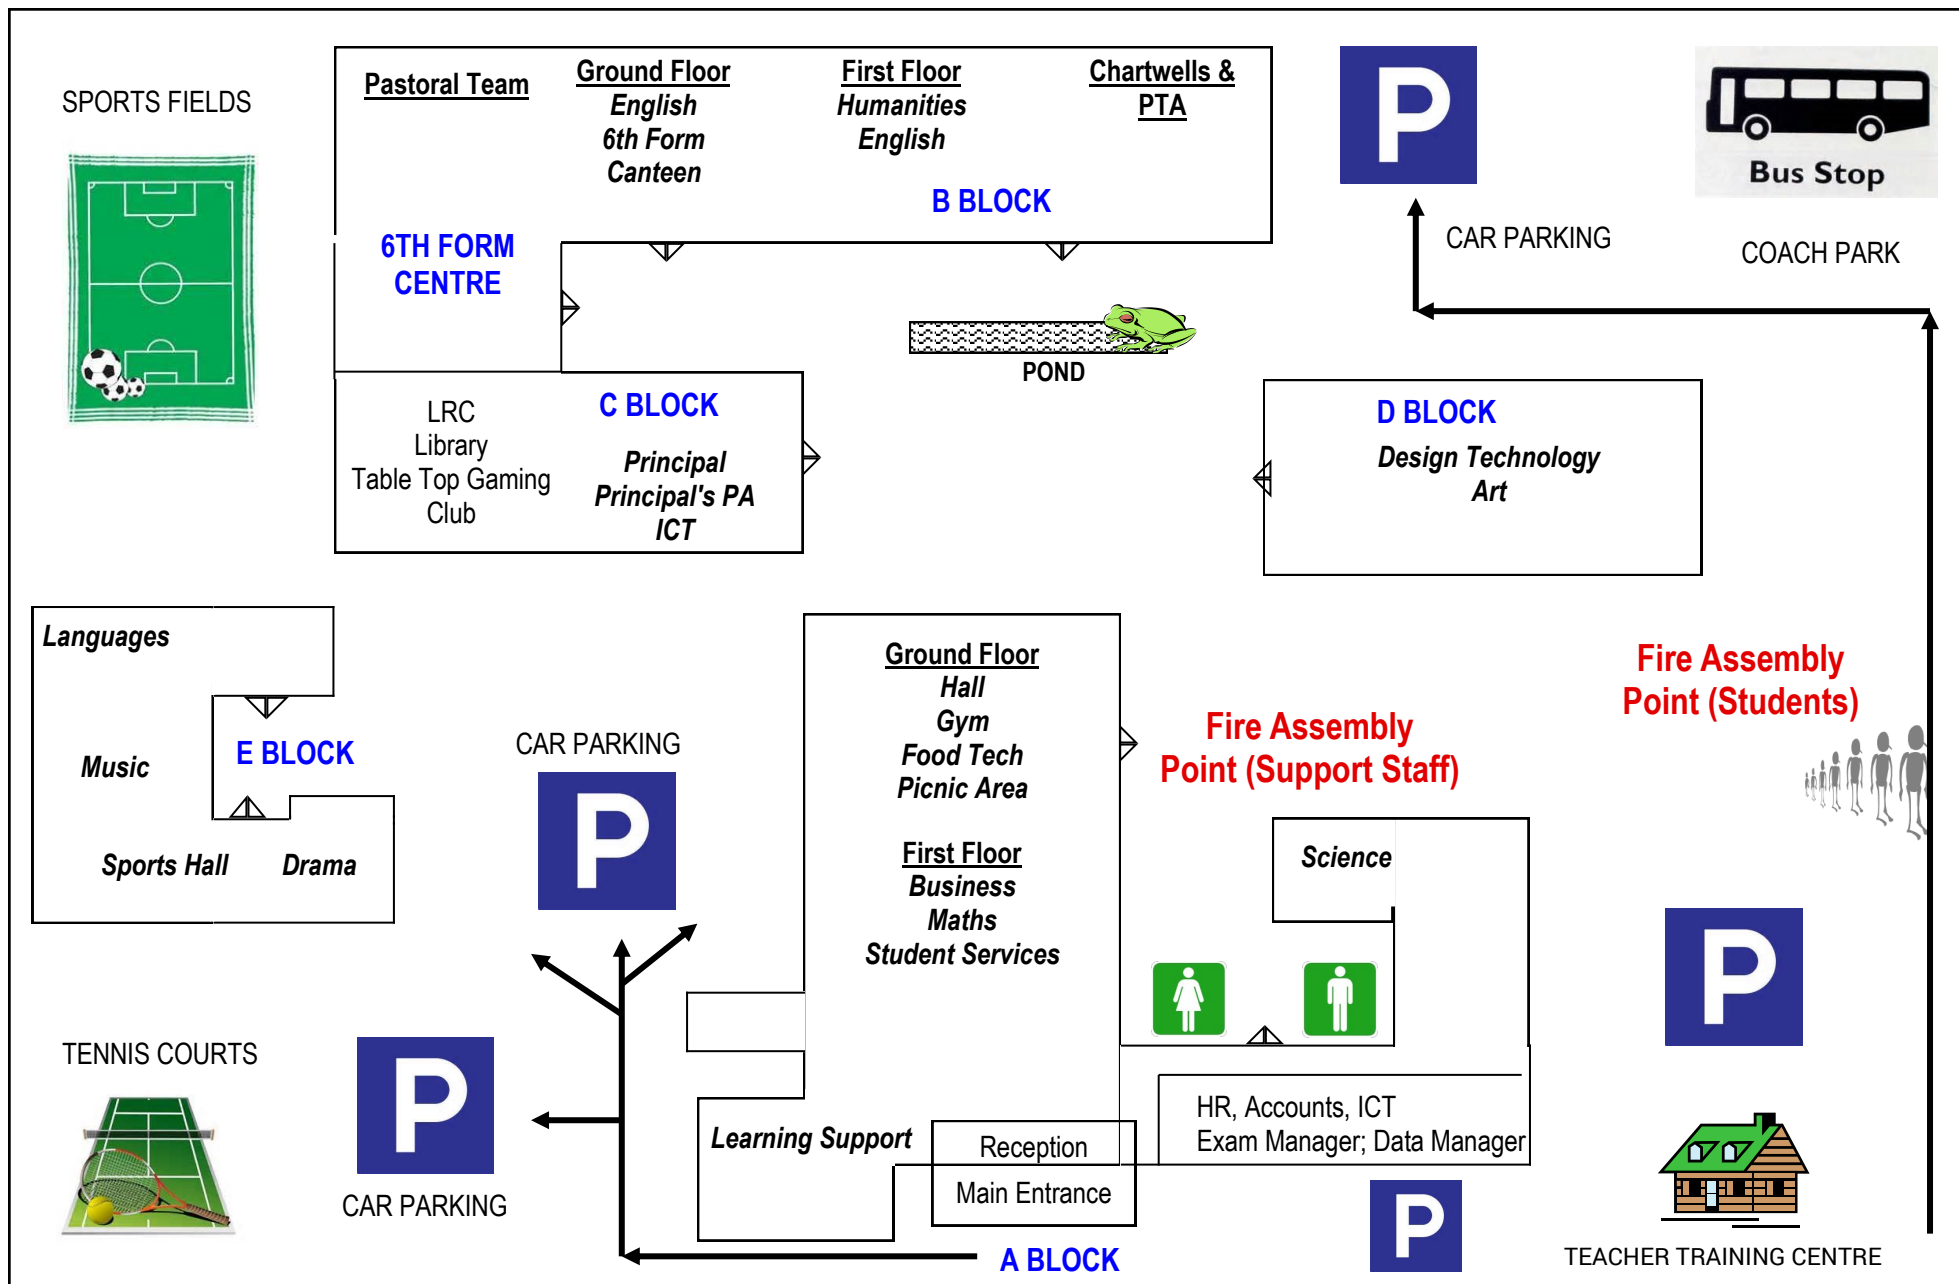 SPORTS FIELDS
Pastoral Team
Ground Floor
English
6th Form
Canteen
First Floor
Humanities
English
Chartwells &
PTA
B BLOCK
6TH FORM
CENTRE
P
CAR PARKING
Bus Stop
COACH PARK
POND
LRC
Library
Table Top Gaming
Club
C BLOCK
Principal
Principal's PA
ICT
D BLOCK
Design Technology
Art
Languages
Music
E BLOCK
Sports Hall
Drama
CAR PARKING
P
Ground Floor
Hall
Gym
Food Tech
Picnic Area
First Floor
Business
Maths
Student Services
Fire Assembly
Point (Support Staff)
Fire Assembly
Point (Students)
Science
P
TENNIS COURTS
P
CAR PARKING
Learning Support
Reception
Main Entrance
HR, Accounts, ICT
Exam Manager; Data Manager
A BLOCK
P
TEACHER TRAINING CENTRE